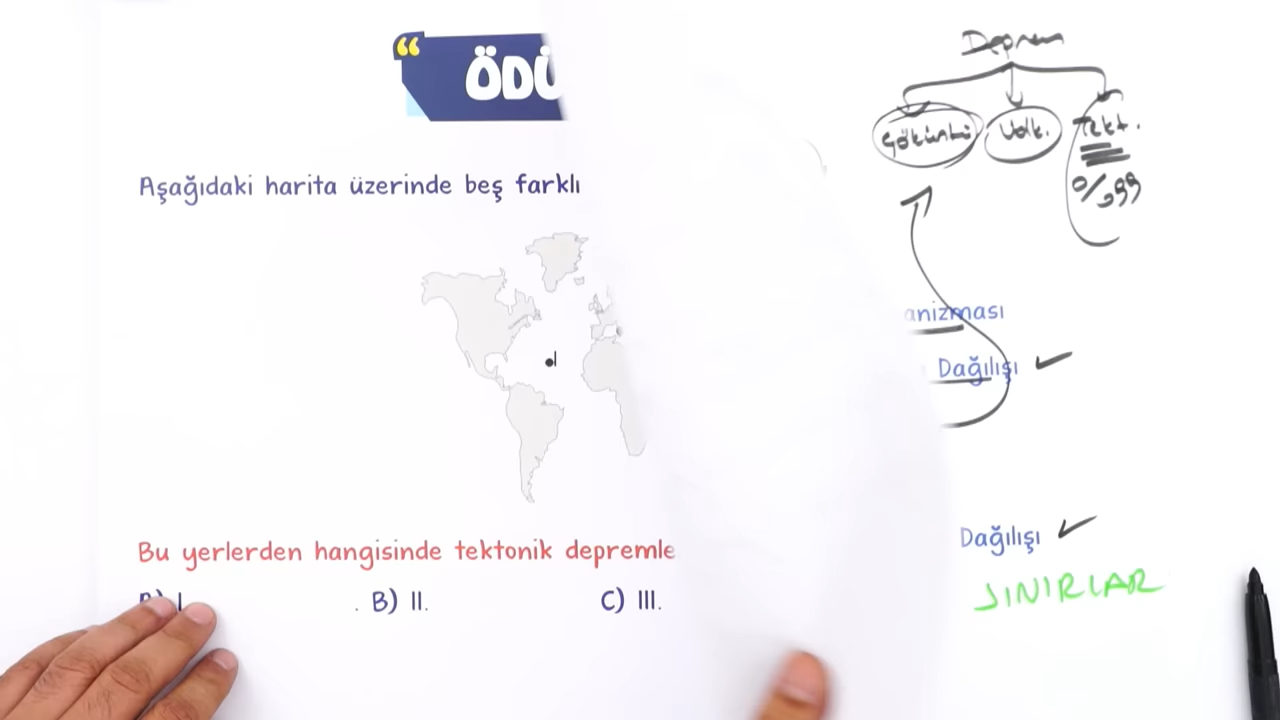 “ ÖDÜ
Aşağıdaki harita üzerinde beş farklı
I
Bu yerlerden hangisinde tektonik depremle
B) II.
C) III.
Deprem
Çöküntü
Volk.
Tekt.
anizması
Dağılışı
Dağılışı
SINIRLAR